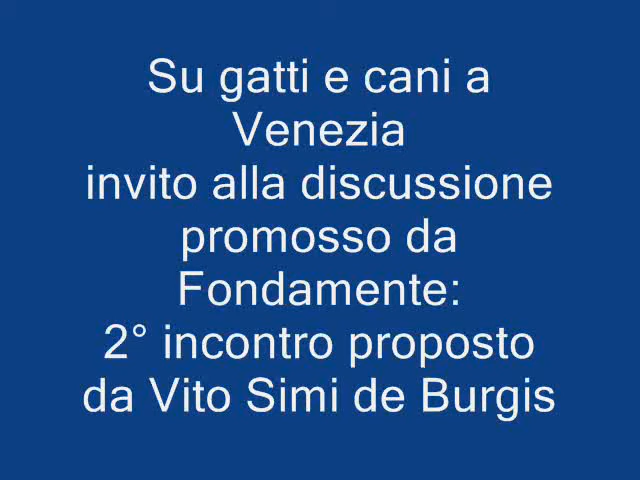 Su gatti e cani a
Venezia
invito alla discussione
promosso da
Fondamente:
2° incontro proposto
da Vito Simi de Burgis